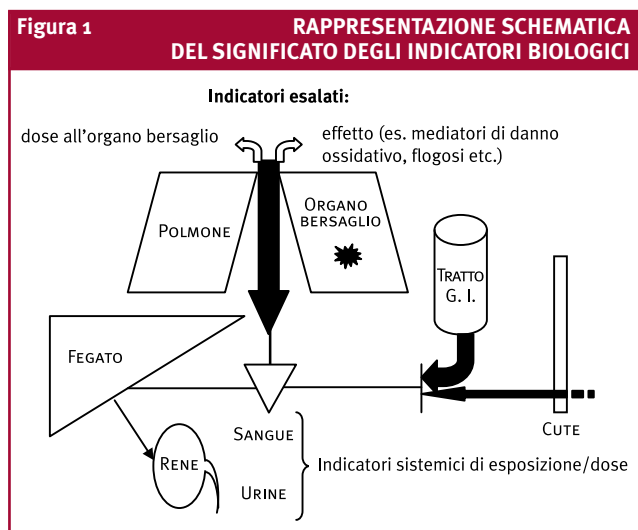 Figura 1
RAPPRESENTAZIONE SCHEMATICA
DEL SIGNIFICATO DEGLI INDICATORI BIOLOGICI
Indicatori esalati:
dose all'organo bersaglio
effetto (es. mediatori di danno
ossidativo, flogosi etc.)
POLMONE
ORGANO
BERSAGLIO
TRATTO
G. I.
FEGATO
CUTE
SANGUE
RENE
Indicatori sistemici di esposizione/dose
URINE